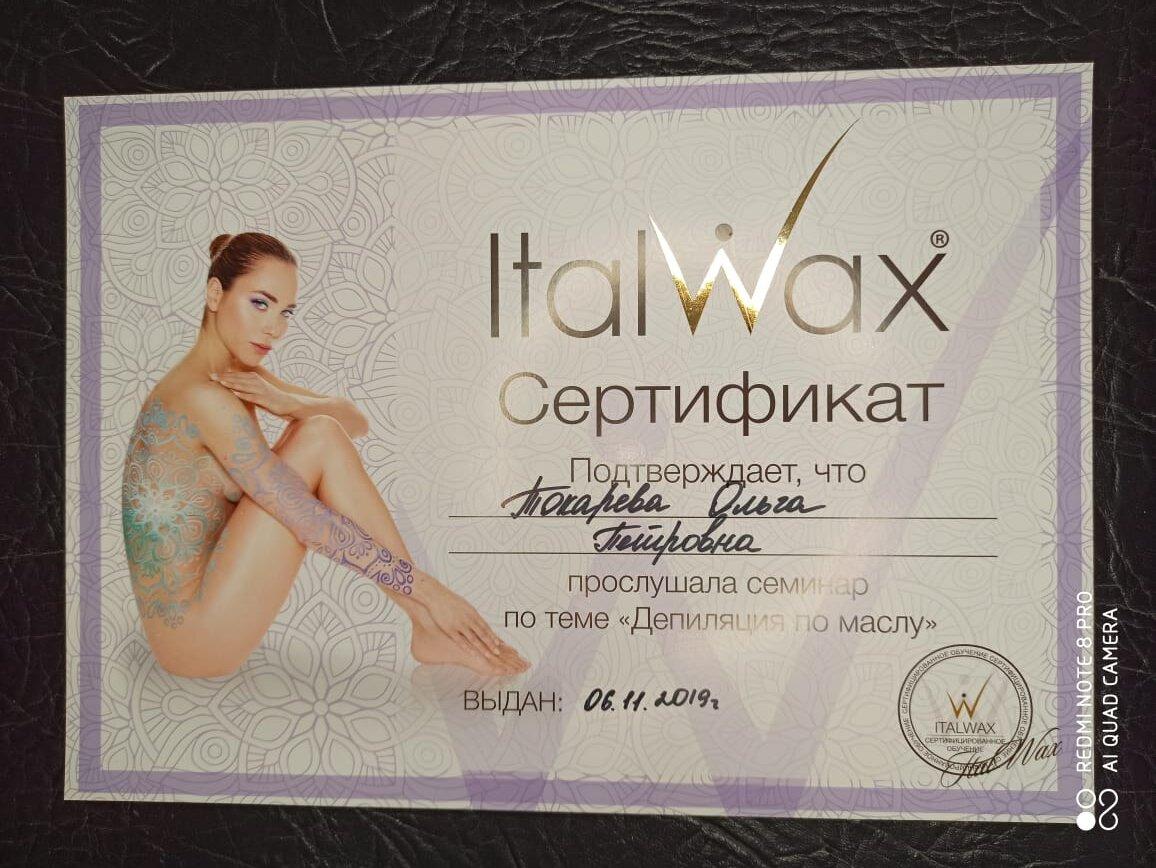 ItalWax®
Сертификат
Подтверждает, что
Токарева Ольга
Петровна
прослушала семинар
по теме «Депиляция по маслу»
ВЫДАН: 06.11.2019г
ITALWAX
СЕРТИФИЦИРОВАННОЕ
ОБУЧЕНИЕ
ItalWax
REDMI NOTE 8 PRO
AI QUAD CAMERA